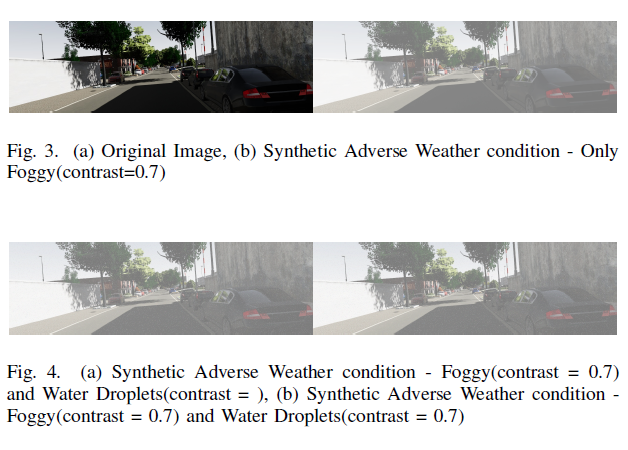 Fig. 3. (a) Original Image, (b) Synthetic Adverse Weather condition - Only
Foggy(contrast=0.7)
Fig. 4. (a) Synthetic Adverse Weather condition - Foggy(contrast = 0.7)
and Water Droplets(contrast = ), (b) Synthetic Adverse Weather condition -
Foggy(contrast = 0.7) and Water Droplets(contrast = 0.7)